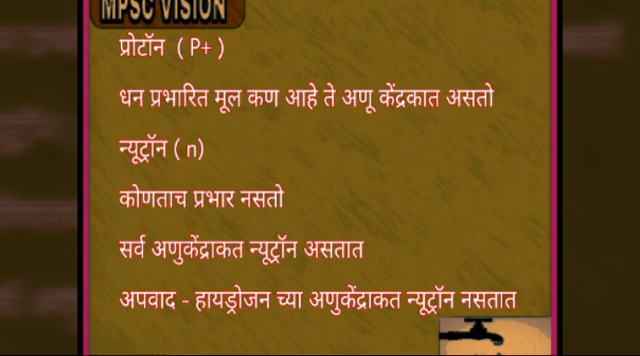 MPSC VISION
प्रोटॉन ( P+ )
धन प्रभारित मूल कण आहे ते अणू केंद्रकात असतो
न्यूट्रॉन ( n)
कोणताच प्रभार नसतो
सर्व अणुकेंद्राकत न्यूट्रॉन असतात
अपवाद - हायड्रोजन च्या अणुकेंद्राकत न्यूट्रॉन नसतात